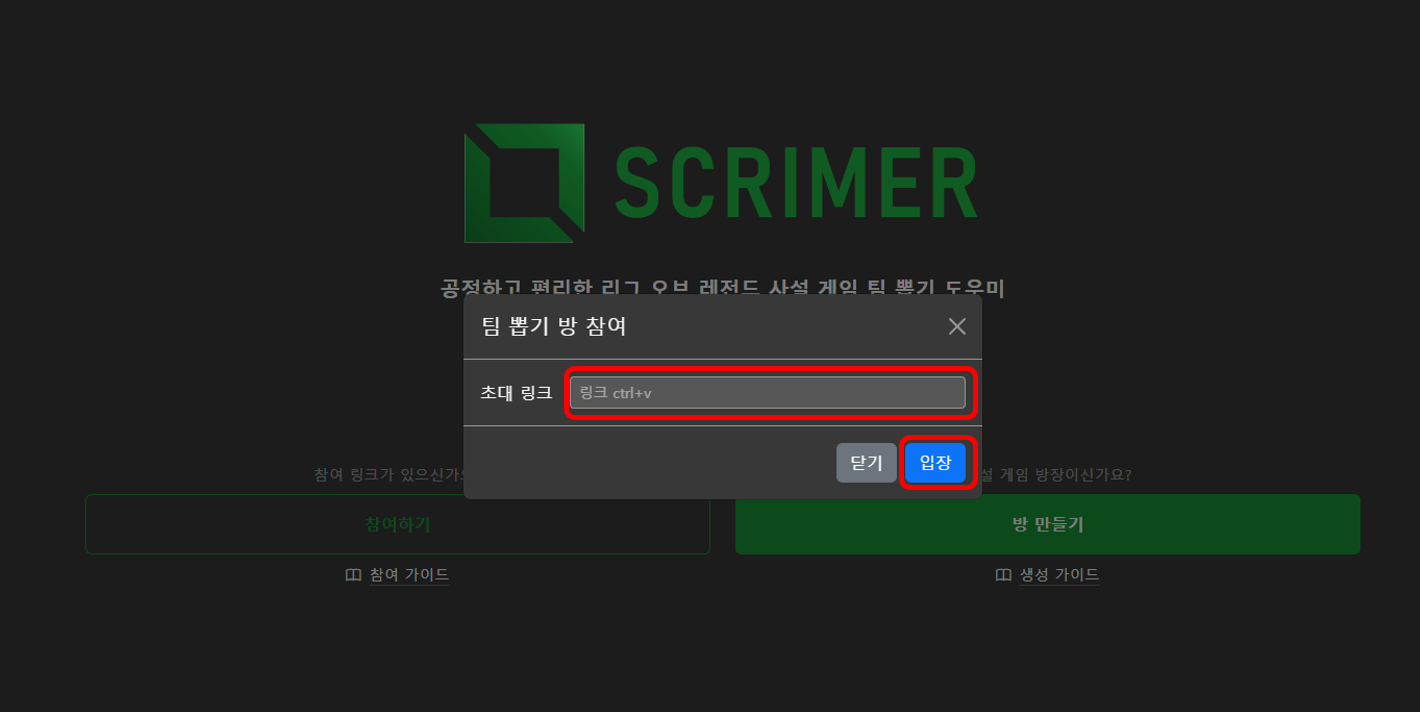 SCRIMER
공정하고 편리한 리그 오브 레전드 사설 게임 팀 뽑기 도우미
팀 뽑기 방 참여
초대 링크
링크 ctrl+v
닫기
입장
참여 링크가 있으신가요
설 게임 방장이신가요?
참여하기
방 만들기
참여 가이드
생성 가이드